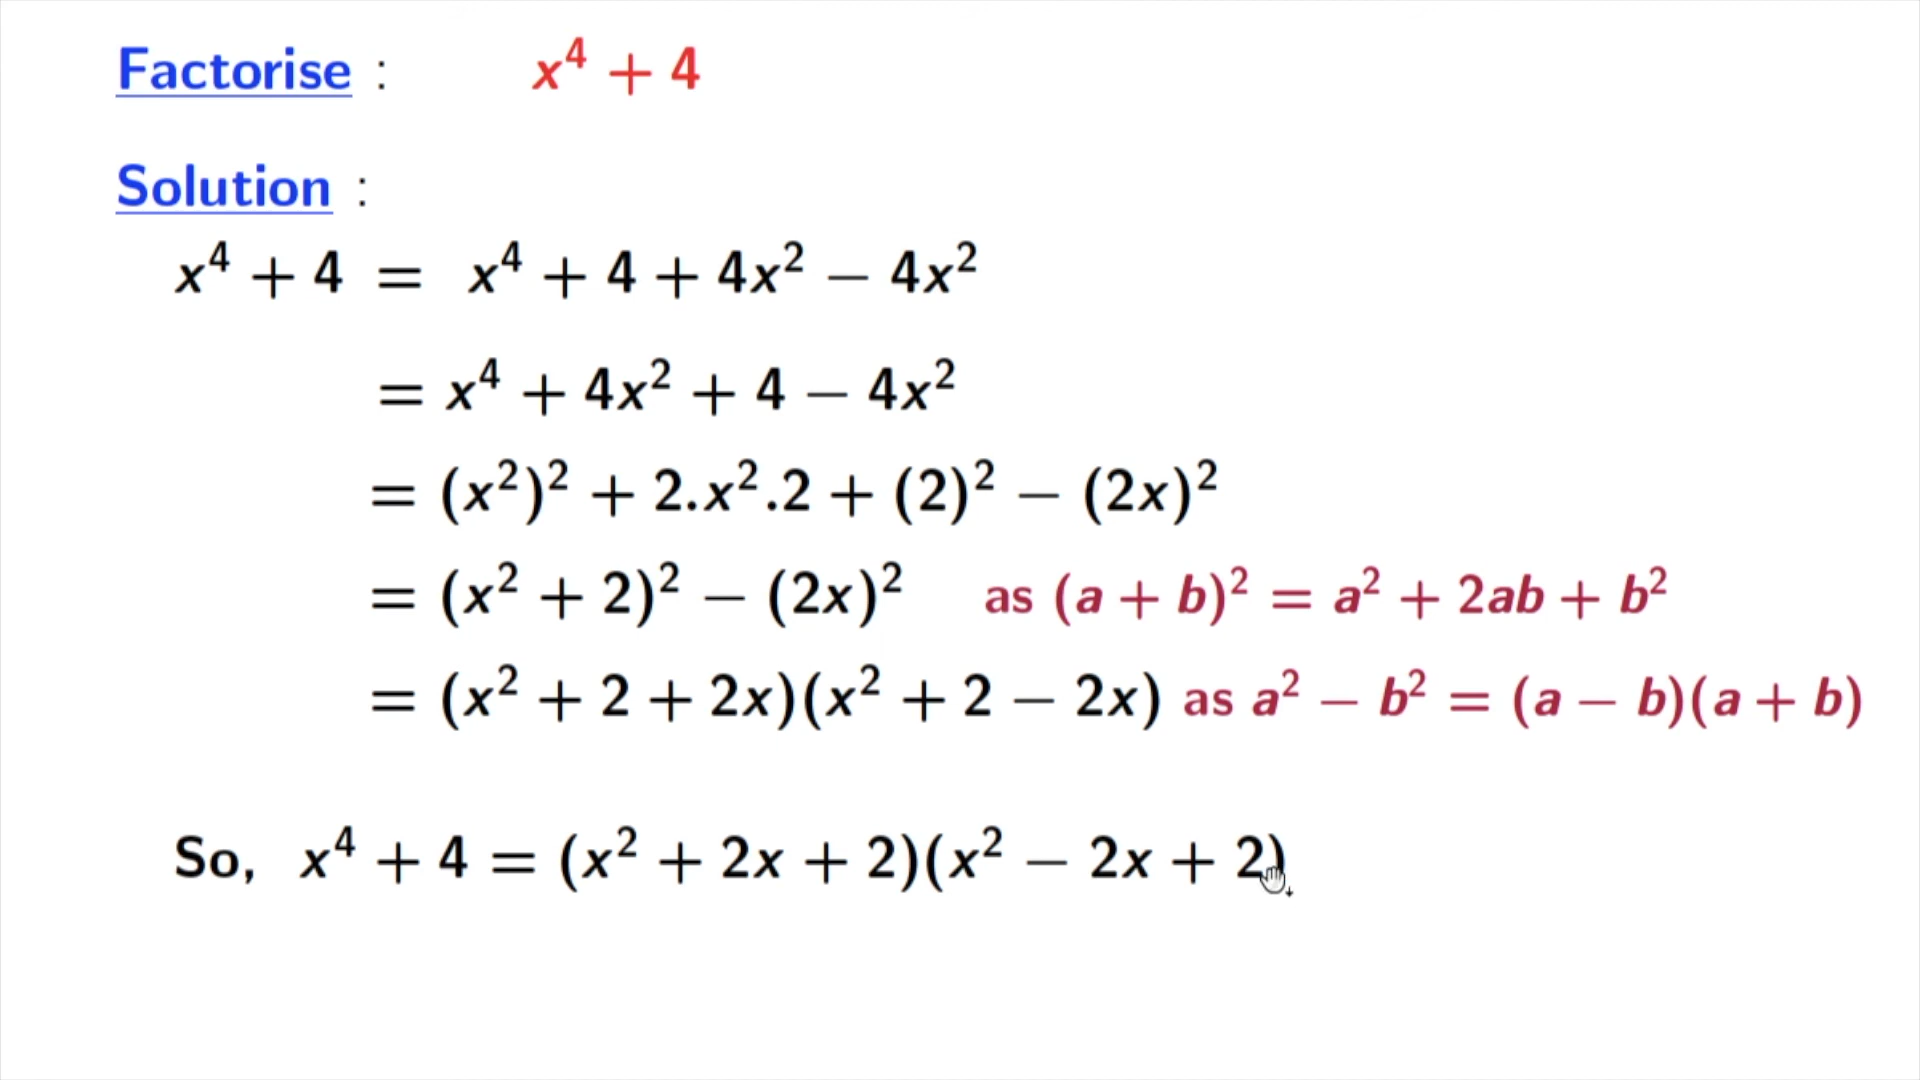 Factorise : x⁴ + 4
Solution :
x⁴ + 4 = x⁴ + 4 + 4x² − 4x²
= x⁴ + 4x² + 4 − 4x²
= (x²)² + 2.x².2 + (2)² − (2x)²
= (x² + 2)² − (2x)² as (a + b)² = a² + 2ab + b²
= (x² + 2 + 2x)(x² + 2 − 2x) as a² − b² = (a − b)(a + b)
So, x⁴ + 4 = (x² + 2x + 2)(x² − 2x + 2)